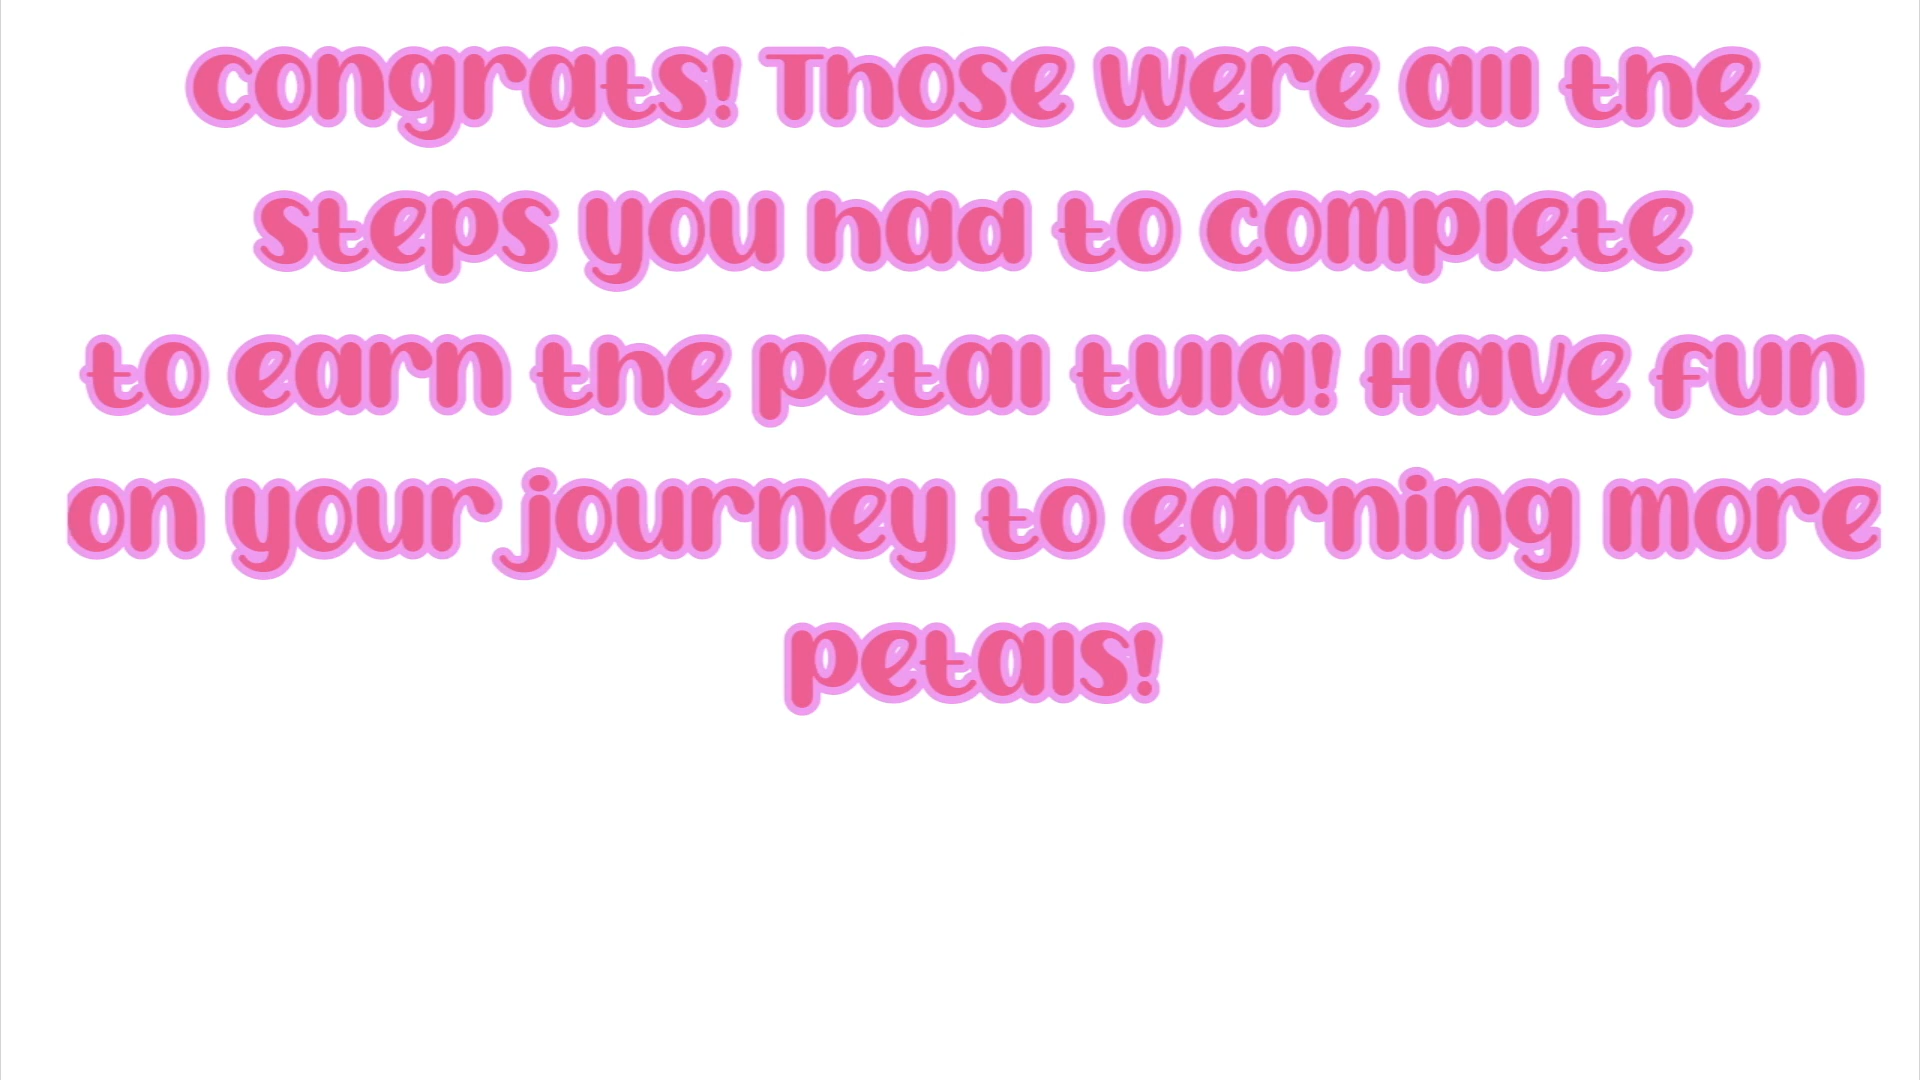 congrats! Those were all the
steps you had to complete
to earn the petal tula! Have fun
on your journey to earning more
petals!